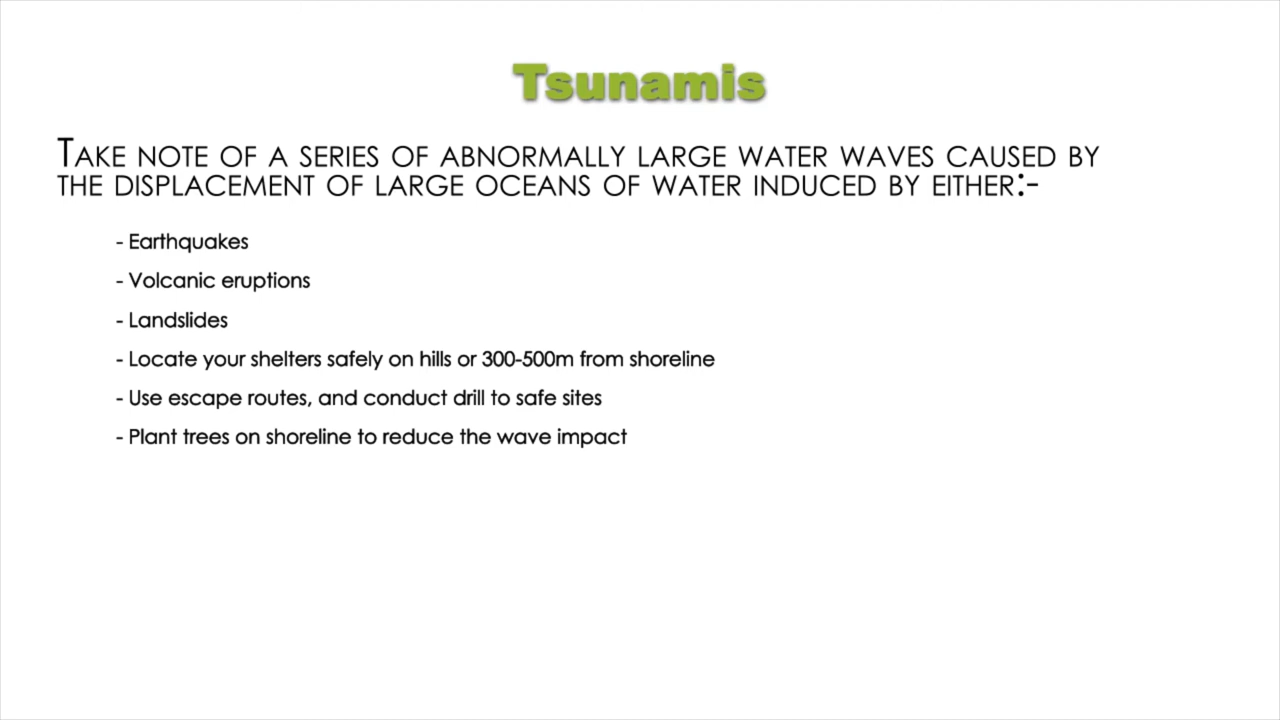 Tsunamis
Take note of a series of abnormally large water waves caused by
the displacement of large oceans of water induced by either:-
- Earthquakes
- Volcanic eruptions
- Landslides
- Locate your shelters safely on hills or 300-500m from shoreline
- Use escape routes, and conduct drill to safe sites
- Plant trees on shoreline to reduce the wave impact